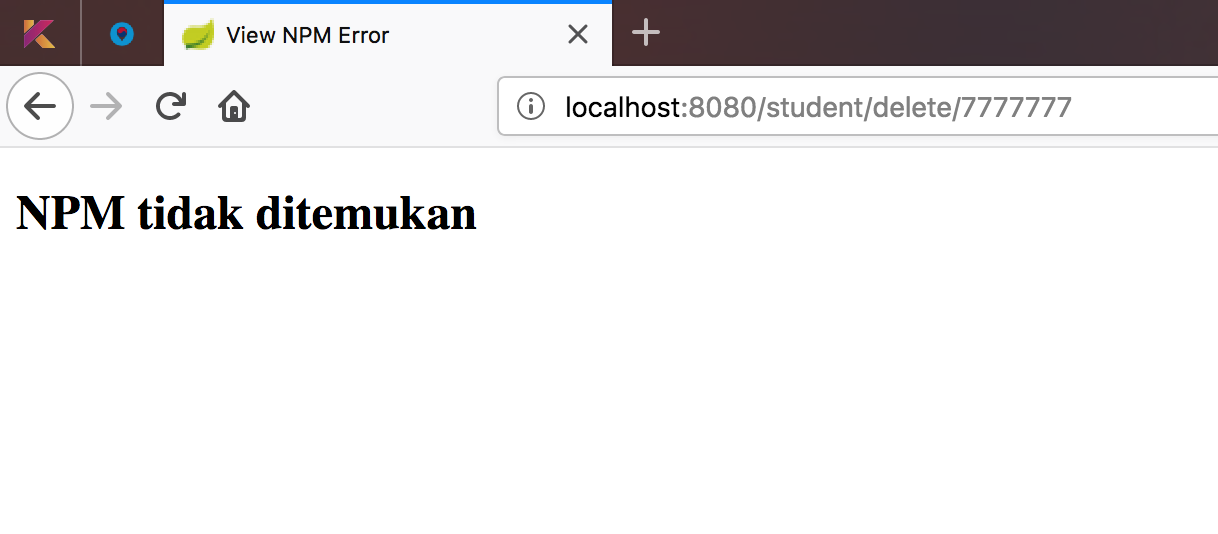 View NPM Error
localhost:8080/student/delete/7777777
NPM tidak ditemukan